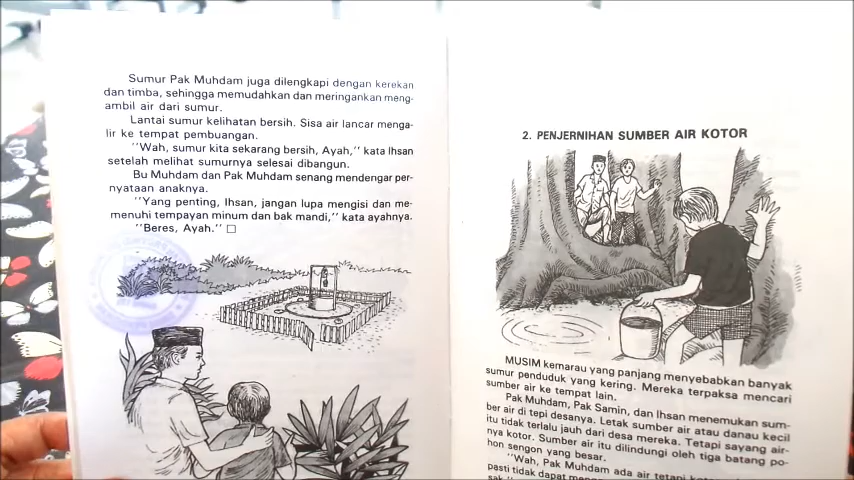 Sumur Pak Muhdam juga dilengkapi dengan kerekan
dan timba, sehingga memudahkan dan meringankan meng-
ambil air dari sumur.
Lantai sumur kelihatan bersih. Sisa air lancar menga-
lir ke tempat pembuangan.
"Wah, sumur kita sekarang bersih, Ayah," kata Ihsan
setelah melihat sumurnya selesai dibangun.
Bu Muhdam dan Pak Muhdam senang mendengar per-
nyataan anaknya.
"Yang penting, Ihsan, jangan lupa mengisi dan me-
menuhi tempayan minum dan bak mandi," kata ayahnya.
"Beres, Ayah." □
2. PENJERNIHAN SUMBER AIR KOTOR
MUSIM kemarau yang panjang menyebabkan banyak
sumur penduduk yang kering. Mereka terpaksa mencari
sumber air ke tempat lain.
Pak Muhdam, Pak Samin, dan Ihsan menemukan sum-
ber air di tepi desanya. Letak sumber air atau danau kecil
itu tidak terlalu jauh dari desa mereka. Tetapi sayang air-
nya kotor. Sumber air itu dilindungi oleh tiga batang po-
hon sengon yang besar.
"Wah, Pak Muhdam ada air tetapi
pasti tidak dapat